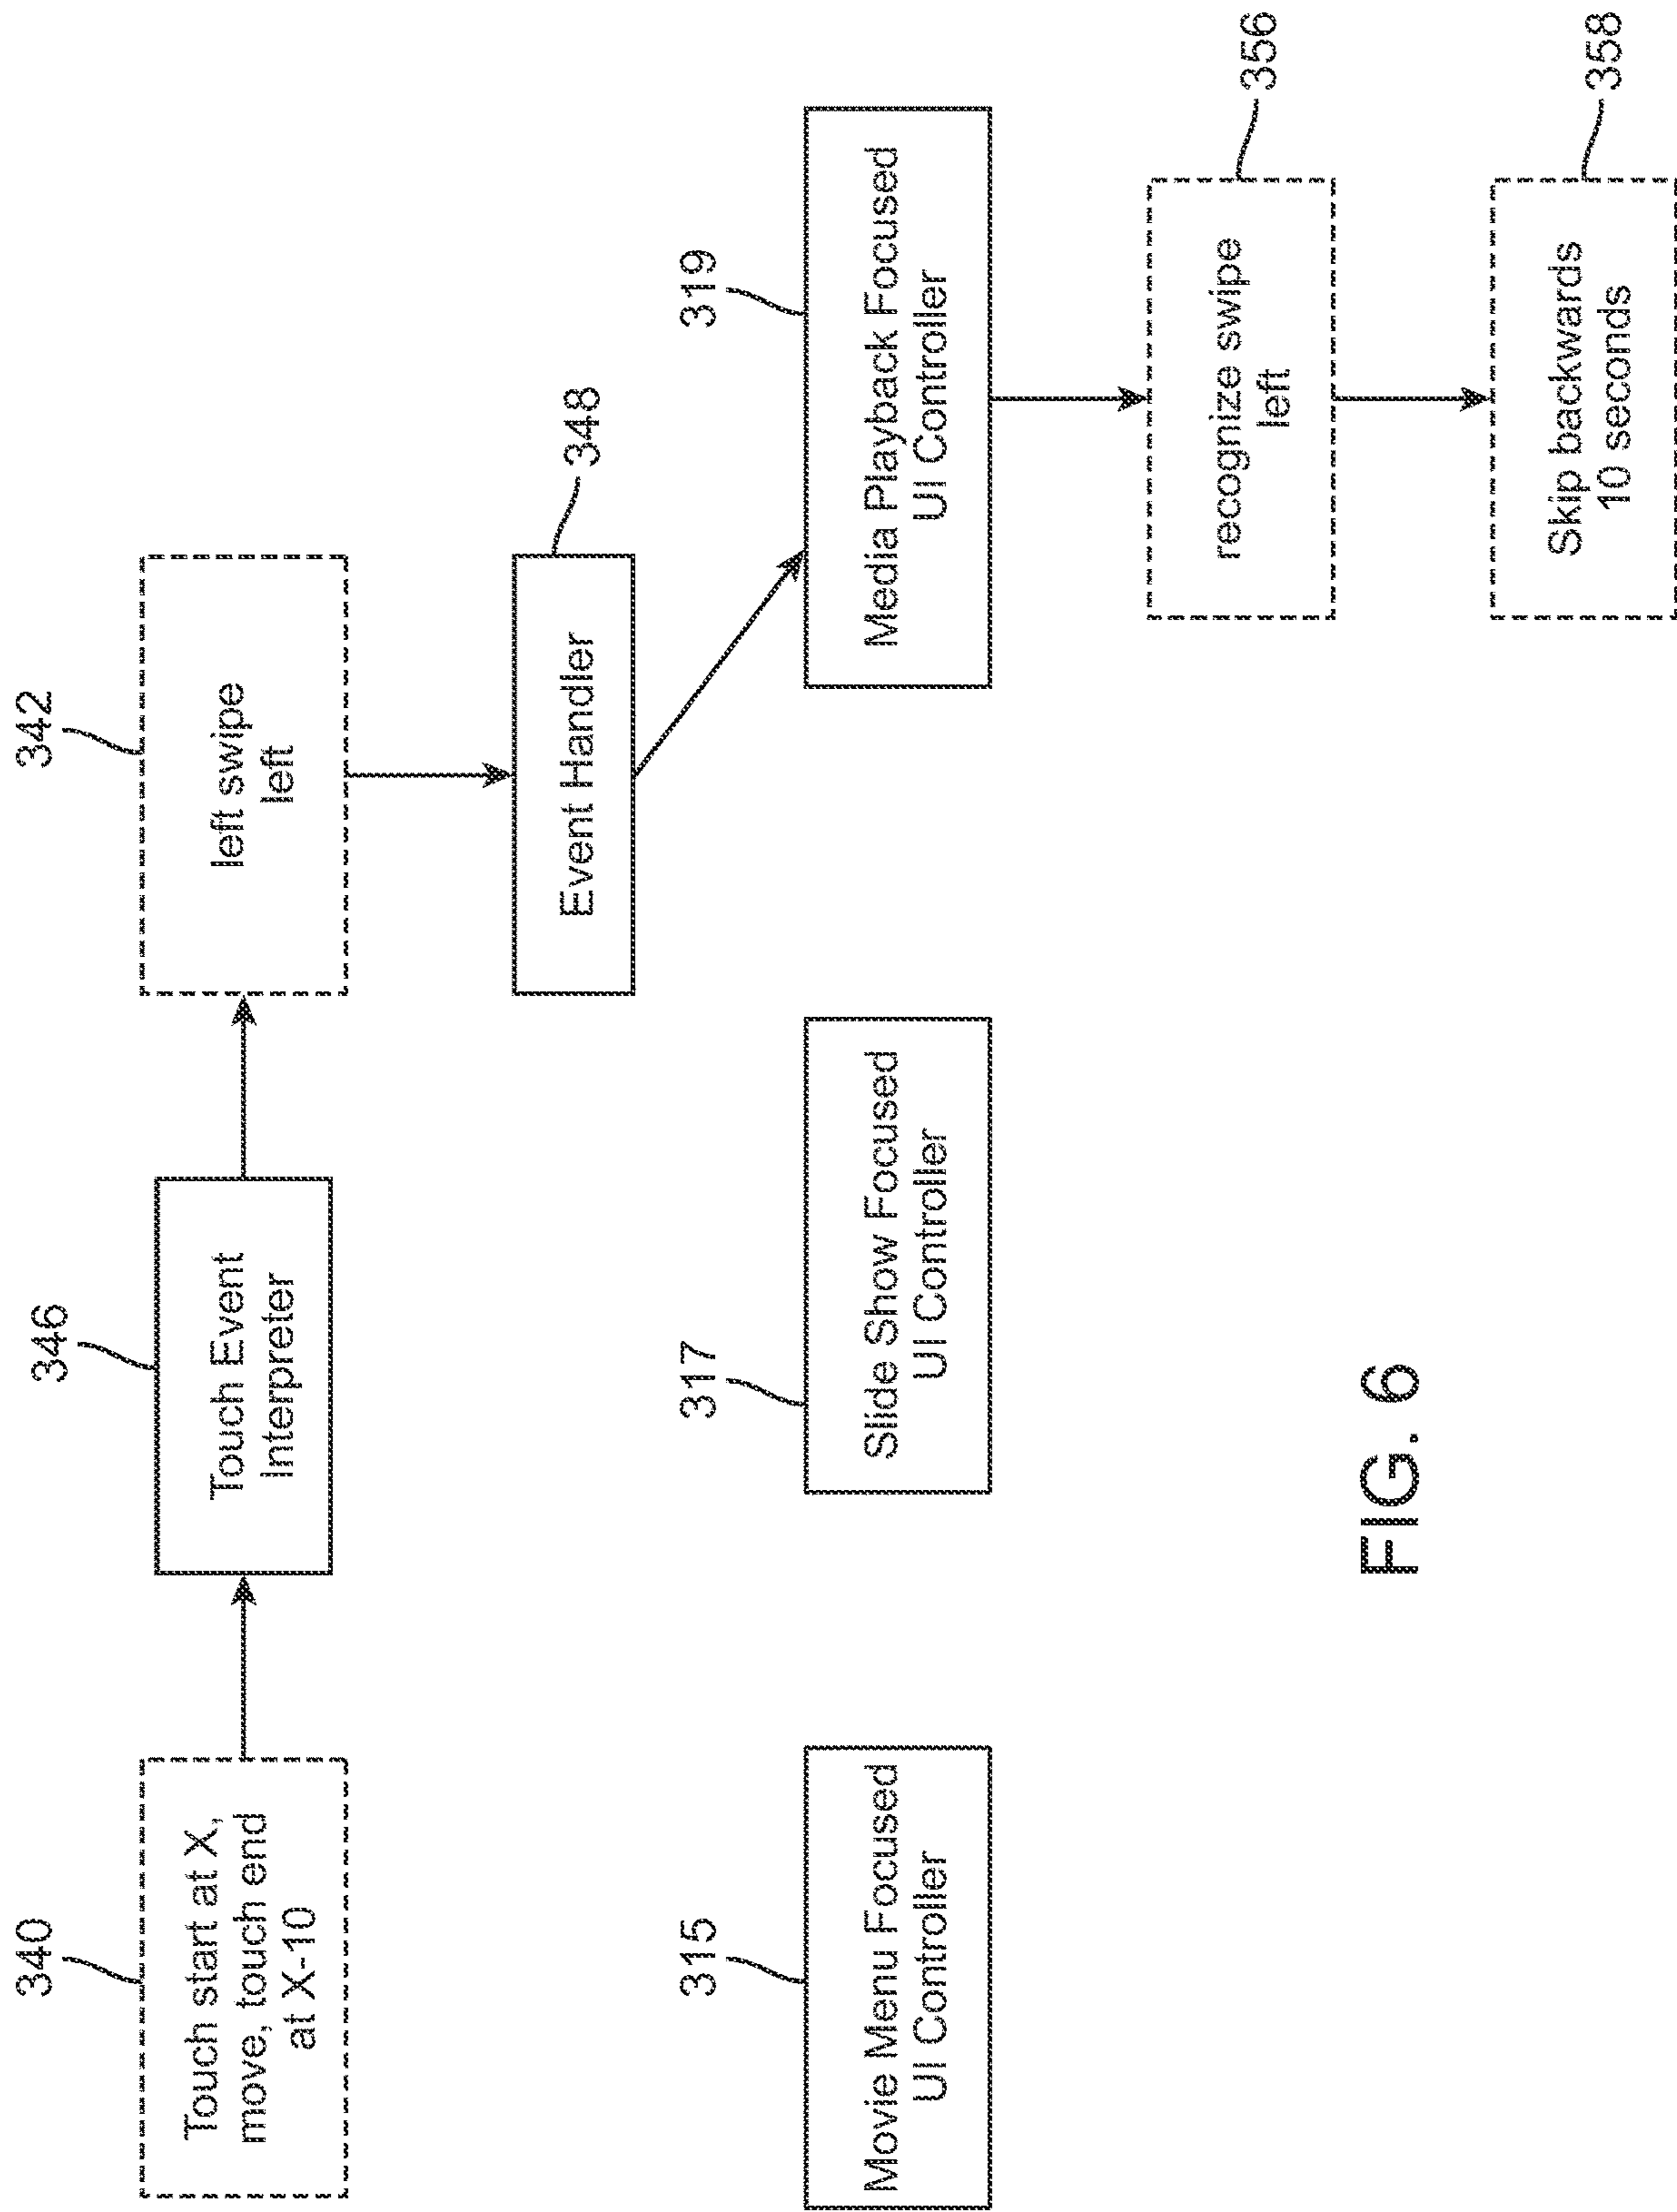 340
Touch start at X,
move, touch end
at X-10
346
Touch Event
Interpreter
342
left swipe
left
348
Event Handler
315
Movie Menu Focused
UI Controller
317
Slide Show Focused
UI Controller
319
Media Playback Focused
UI Controller
356
recognize swipe
left
358
Skip backwards
10 seconds
FIG. 6